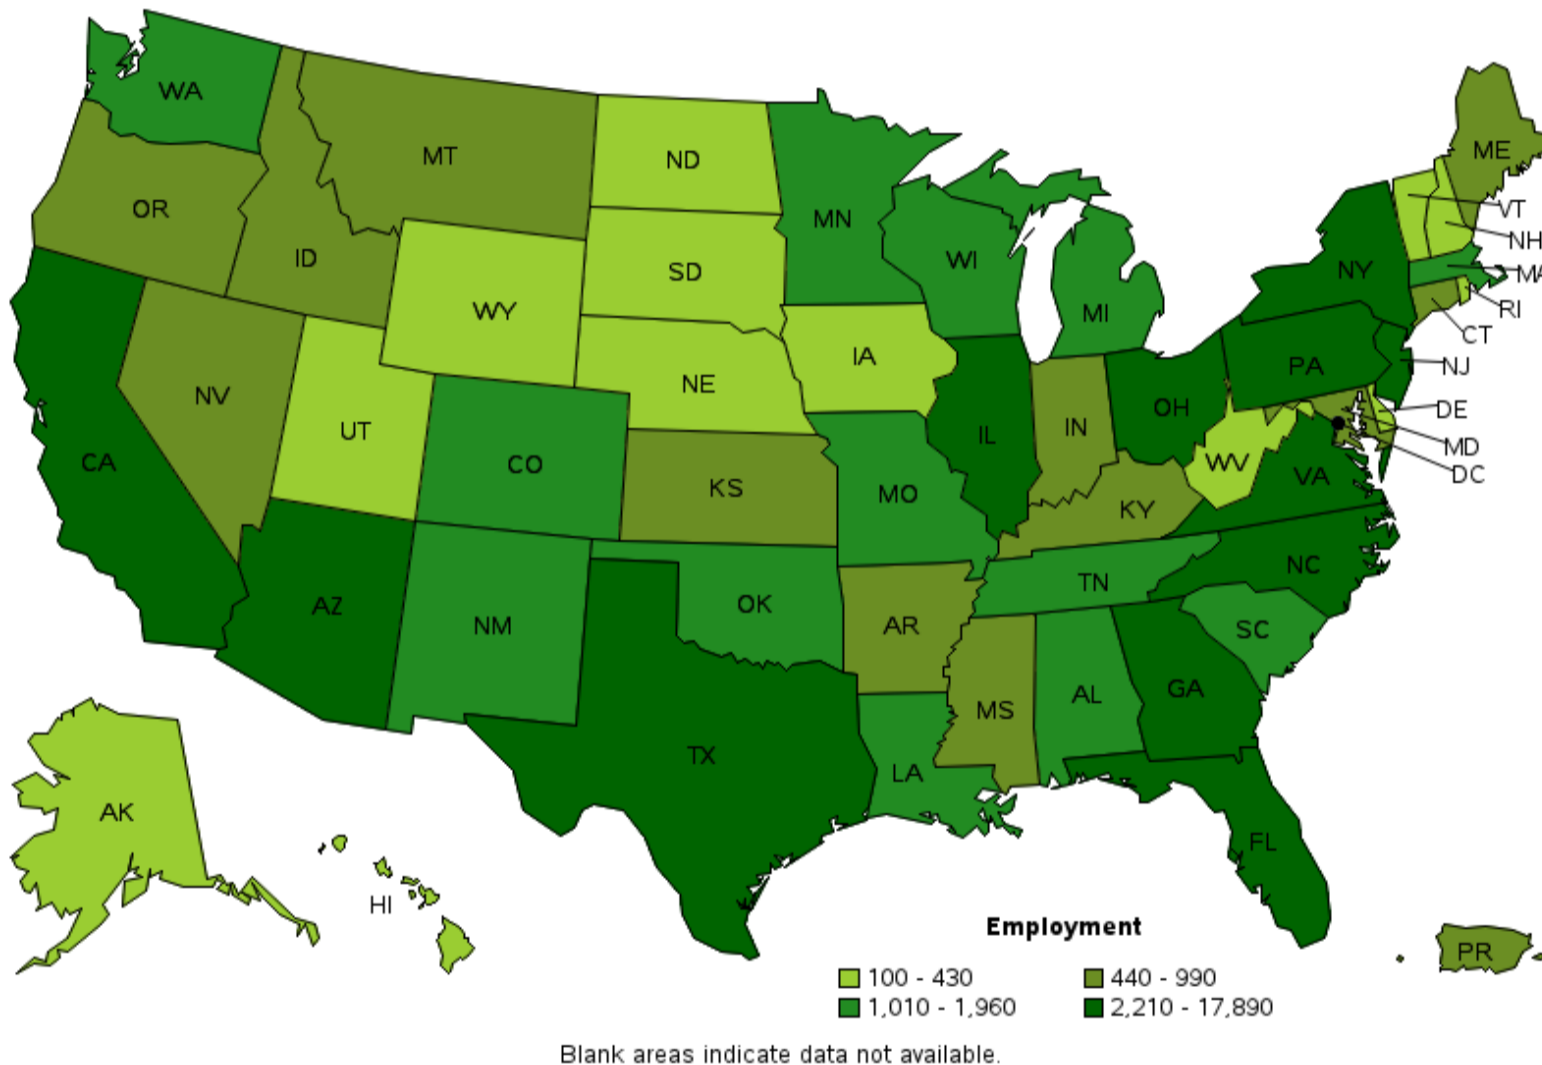 WA
MT
ND
ME
OR
MN
VT
ID
NH
WI
NY
SD
MA
WY
MI
RI
CT
IA
PA
NJ
NE
NV
OH
DE
UT
IN
IL
MD
CA
CO
WV
DC
VA
KS
MO
KY
NC
TN
AZ
OK
NM
AR
SC
GA
AL
MS
TX
LA
AK
FL
HI
Employment
PR
100 - 430 440 - 990
1,010 - 1,960 2,210 - 17,890
Blank areas indicate data not available.